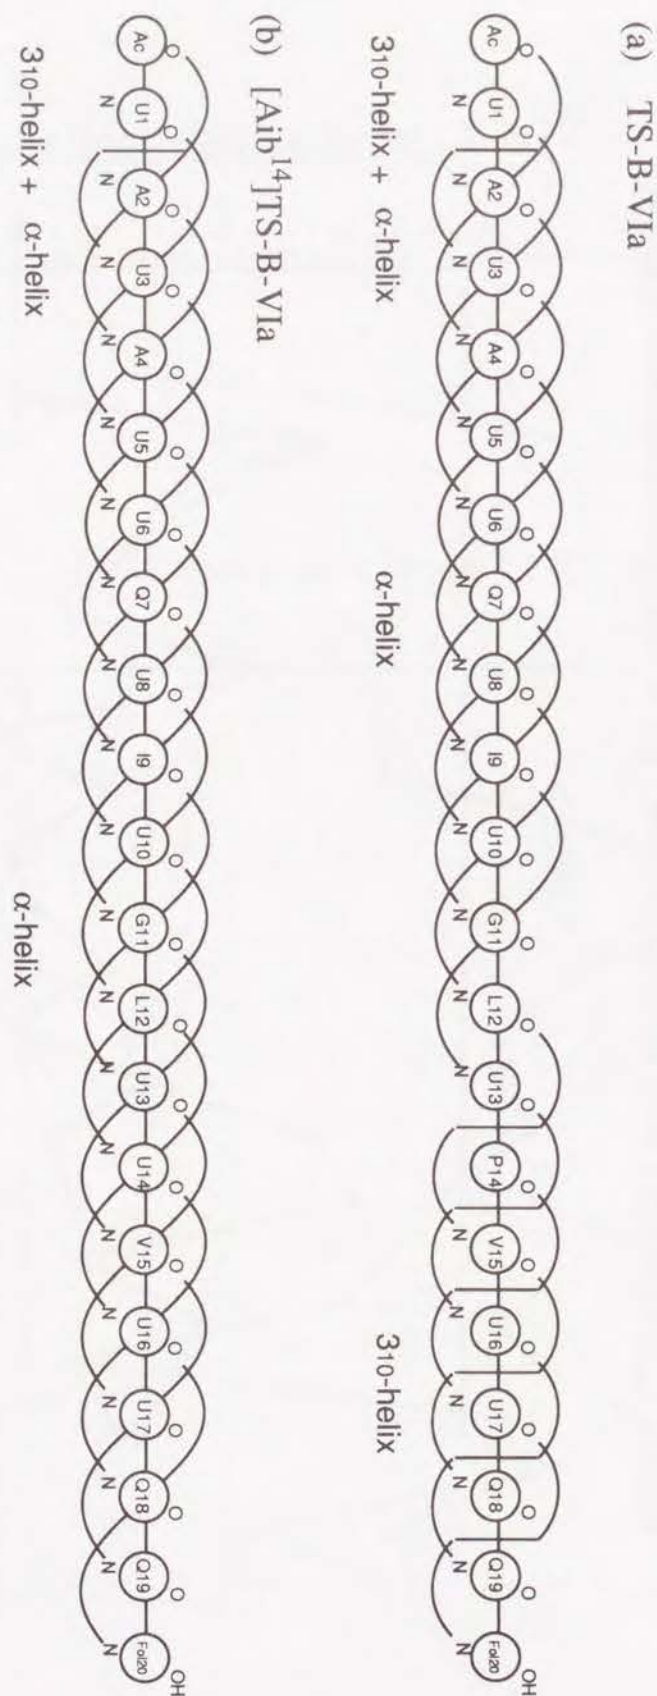 (a) TS-B-VIa
O O O O O O O O O O O O O O O O O O O O OH
Ac U1 A2 U3 A4 U5 U6 Q7 U8 I9 U10 G11 L12 U13 P14 V15 U16 U17 Q18 Q19 Fol20
N N N N N N N N N N N N N N N N N N N
310-helix + α-helix α-helix 310-helix
(b) [Aib14]TS-B-VIa
O O O O O O O O O O O O O O O O O O O O OH
Ac U1 A2 U3 A4 U5 U6 Q7 U8 I9 U10 G11 L12 U13 U14 V15 U16 U17 Q18 Q19 Fol20
N N N N N N N N N N N N N N N N N N N N
310-helix + α-helix α-helix